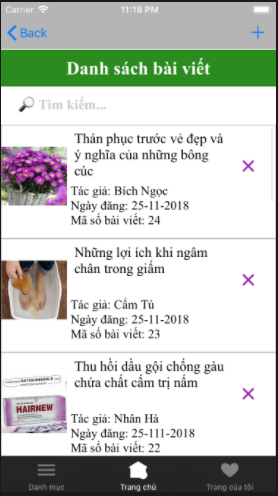 Carrier 11:18 PM
Back
Danh sách bài viết
Tìm kiếm...
Thán phục trước vẻ đẹp và
ý nghĩa của những bông
cúc
Tác giả: Bích Ngọc
Ngày đăng: 25-11-2018
Mã số bài viết: 24
Những lợi ích khi ngâm
chân trong giấm
Tác giả: Cẩm Tú
Ngày đăng: 25-11-2018
Mã số bài viết: 23
Thu hồi dầu gội chống gàu
chứa chất cấm trị nấm
HAIRNEW
Tác giả: Nhân Hà
Ngày đăng: 25-111-2018
Mã số bài viết: 22
Danh mục Trang chủ Trang của tôi